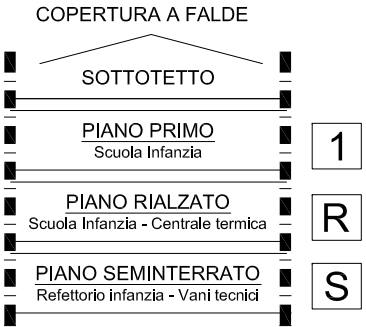 COPERTURA A FALDE
SOTTOTETTO
PIANO PRIMO
Scuola Infanzia
1
PIANO RIALZATO
Scuola Infanzia - Centrale termica
R
PIANO SEMINTERRATO
Refettorio infanzia - Vani tecnici
S